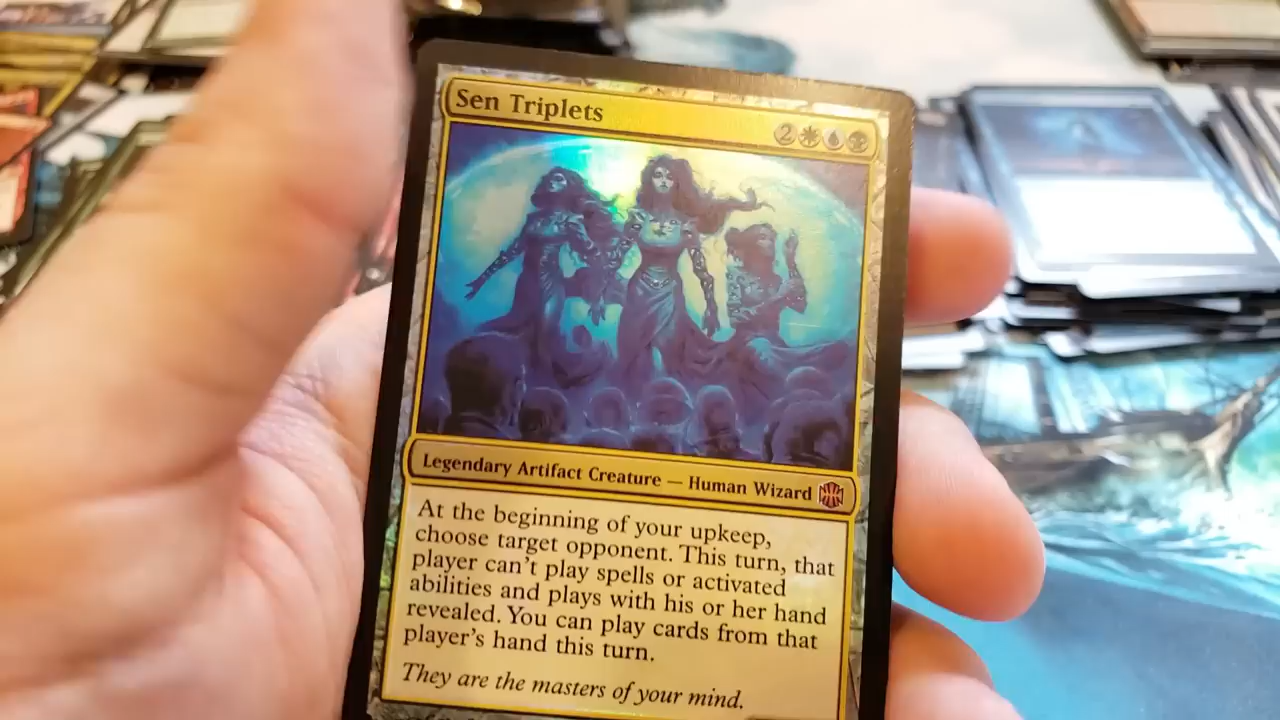 Sen Triplets
2
Legendary Artifact Creature — Human Wizard
At the beginning of your upkeep,
choose target opponent. This turn, that
player can't play spells or activated
abilities and plays with his or her hand
revealed. You can play cards from that
player's hand this turn.
They are the masters of your mind.